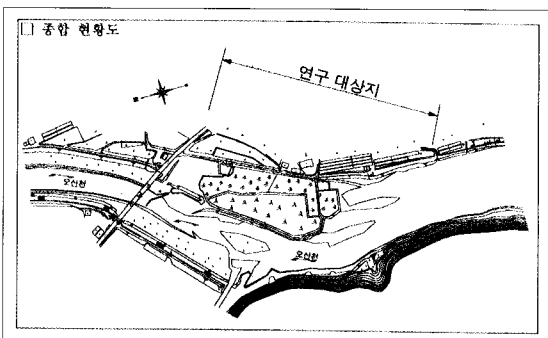 □ 종합 현황도
연구 대상지
오산천
오산천